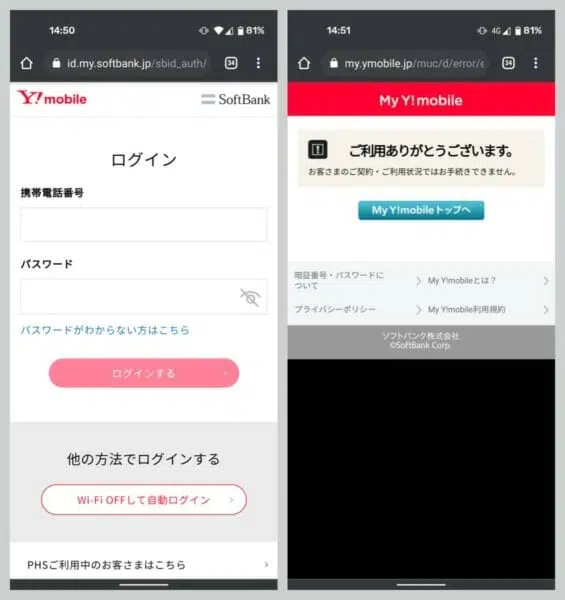 14:50
81%
id.my.softbank.jp/sbid_auth/
34
Y!mobile
SoftBank
ログイン
携帯電話番号
パスワード
パスワードがわからない方はこちら
ログインする
他の方法でログインする
Wi-Fi OFFして自動ログイン
PHSご利用中のお客さまはこちら
14:51
4G
81%
my.ymobile.jp/muc/d/error/e
34
My Y!mobile
ご利用ありがとうございます。
お客さまのご契約・ご利用状況ではお手続きできません。
My Y!mobileトップへ
暗証番号・パスワードに
ついて
My Y!mobileとは？
プライバシーポリシー
My Y!mobile利用規約
ソフトバンク株式会社
©SoftBank Corp.